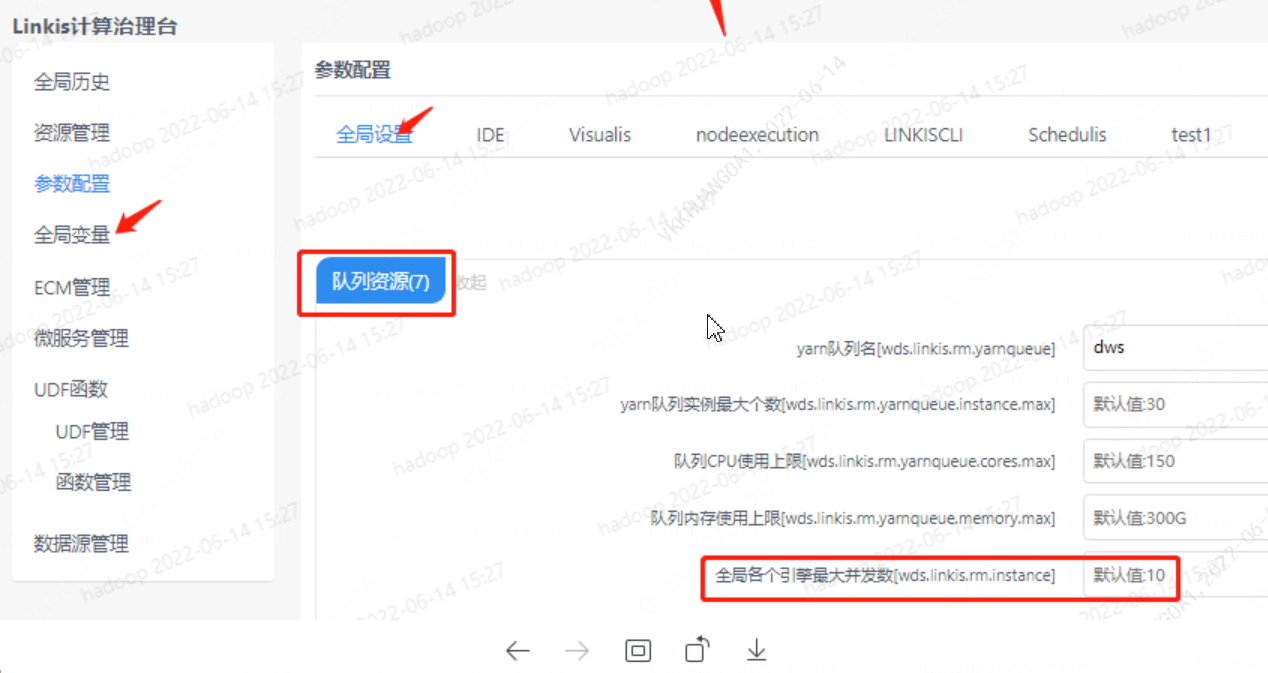 Linkis计算治理台
全局历史
资源管理
参数配置
全局变量
ECM管理
微服务管理
UDF函数
UDF管理
函数管理
数据源管理
参数配置
全局设置 IDE Visualis nodeexecution LINKISCLI Schedulis test1
队列资源(7) 收起
yarn队列名[wds.linkis.rm.yarnqueue] dws
yarn队列实例最大个数[wds.linkis.rm.yarnqueue.instance.max] 默认值:30
队列CPU使用上限[wds.linkis.rm.yarnqueue.cores.max] 默认值:150
队列内存使用上限[wds.linkis.rm.yarnqueue.memory.max] 默认值:300G
全局各个引擎最大并发数[wds.linkis.rm.instance] 默认值:10
hadoop 2022-06-14 15:27